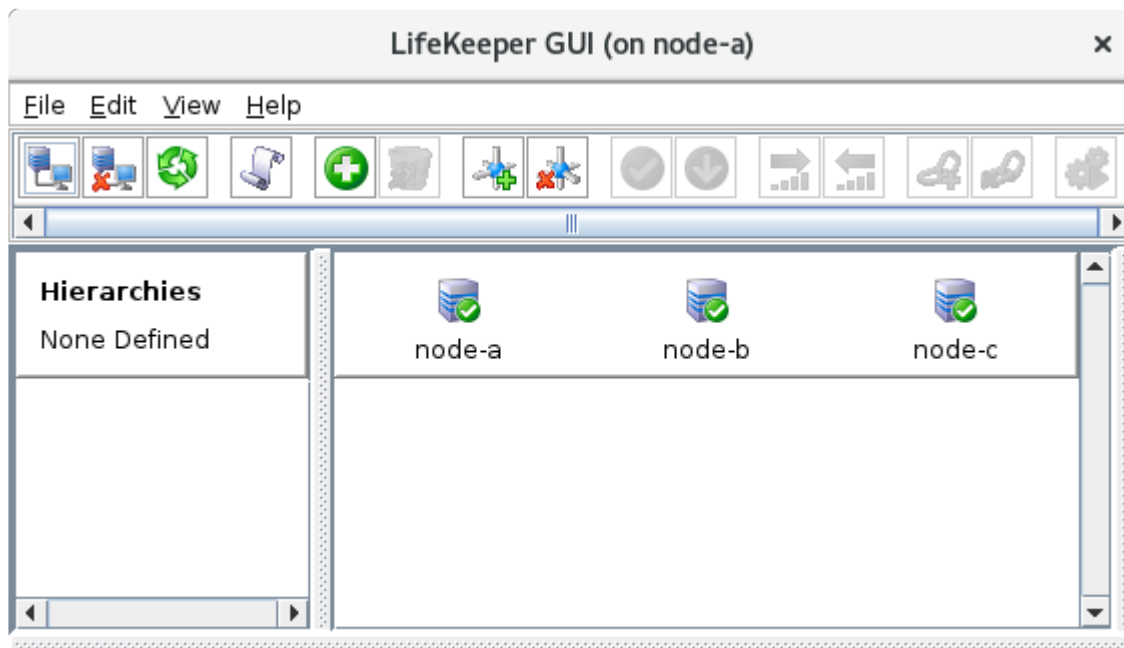 LifeKeeper GUI (on node-a)
File Edit View Help
Hierarchies
None Defined
node-a node-b node-c